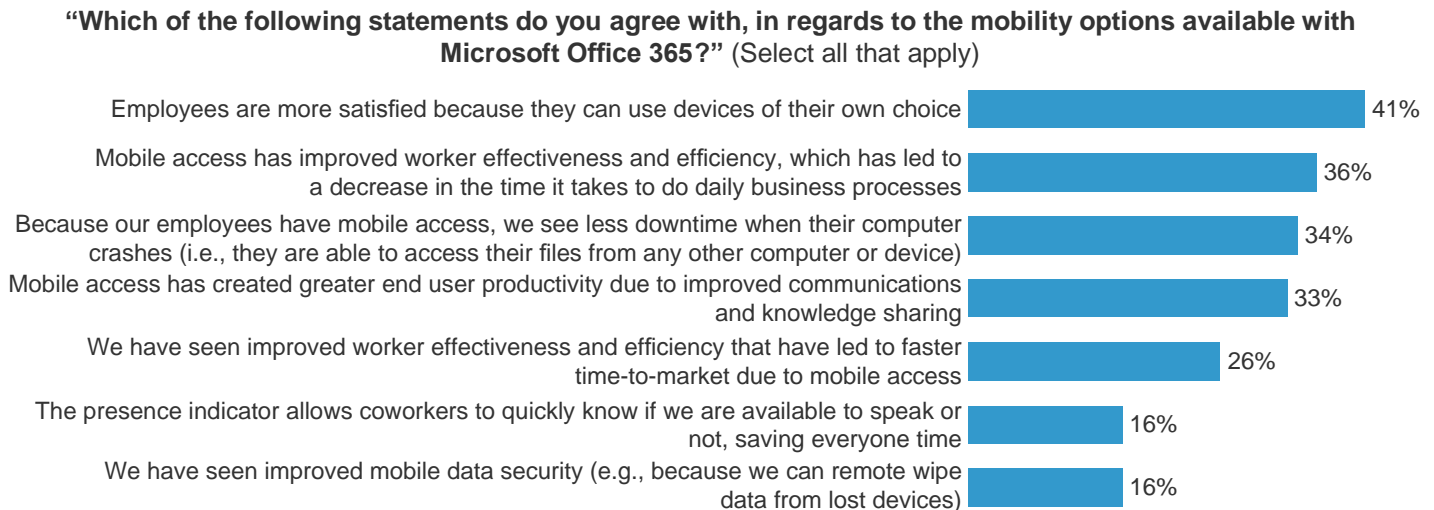 “Which of the following statements do you agree with, in regards to the mobility options available with
Microsoft Office 365?” (Select all that apply)
Employees are more satisfied because they can use devices of their own choice
41%
Mobile access has improved worker effectiveness and efficiency, which has led to
a decrease in the time it takes to do daily business processes
36%
Because our employees have mobile access, we see less downtime when their computer
crashes (i.e., they are able to access their files from any other computer or device)
34%
Mobile access has created greater end user productivity due to improved communications
and knowledge sharing
33%
We have seen improved worker effectiveness and efficiency that have led to faster
time-to-market due to mobile access
26%
The presence indicator allows coworkers to quickly know if we are available to speak or
not, saving everyone time
16%
We have seen improved mobile data security (e.g., because we can remote wipe
data from lost devices)
16%